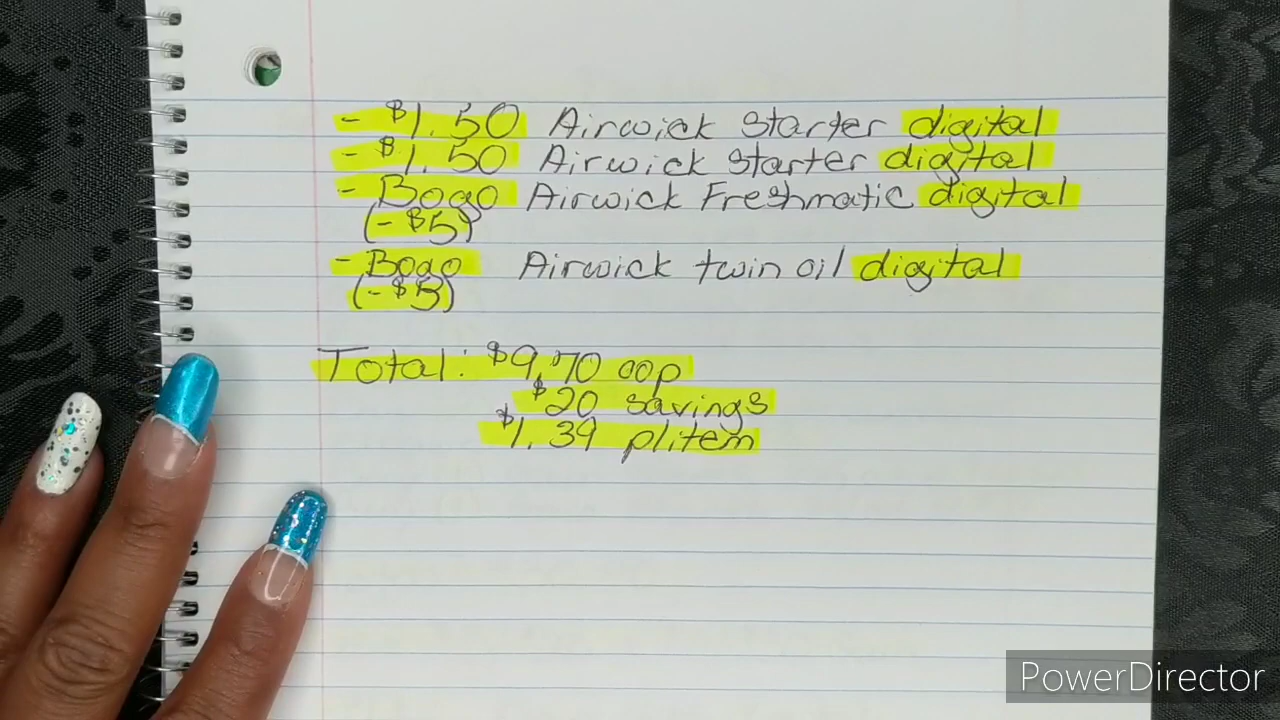 - $1.50 Airwick Starter digital
- $1.50 Airwick Starter digital
- Bogo Airwick Freshmatic digital
(- $5)
- Bogo Airwick twin oil digital
(- $5)
Total: $9.70 oop
$20 savings
$1.39 p/item
PowerDirector